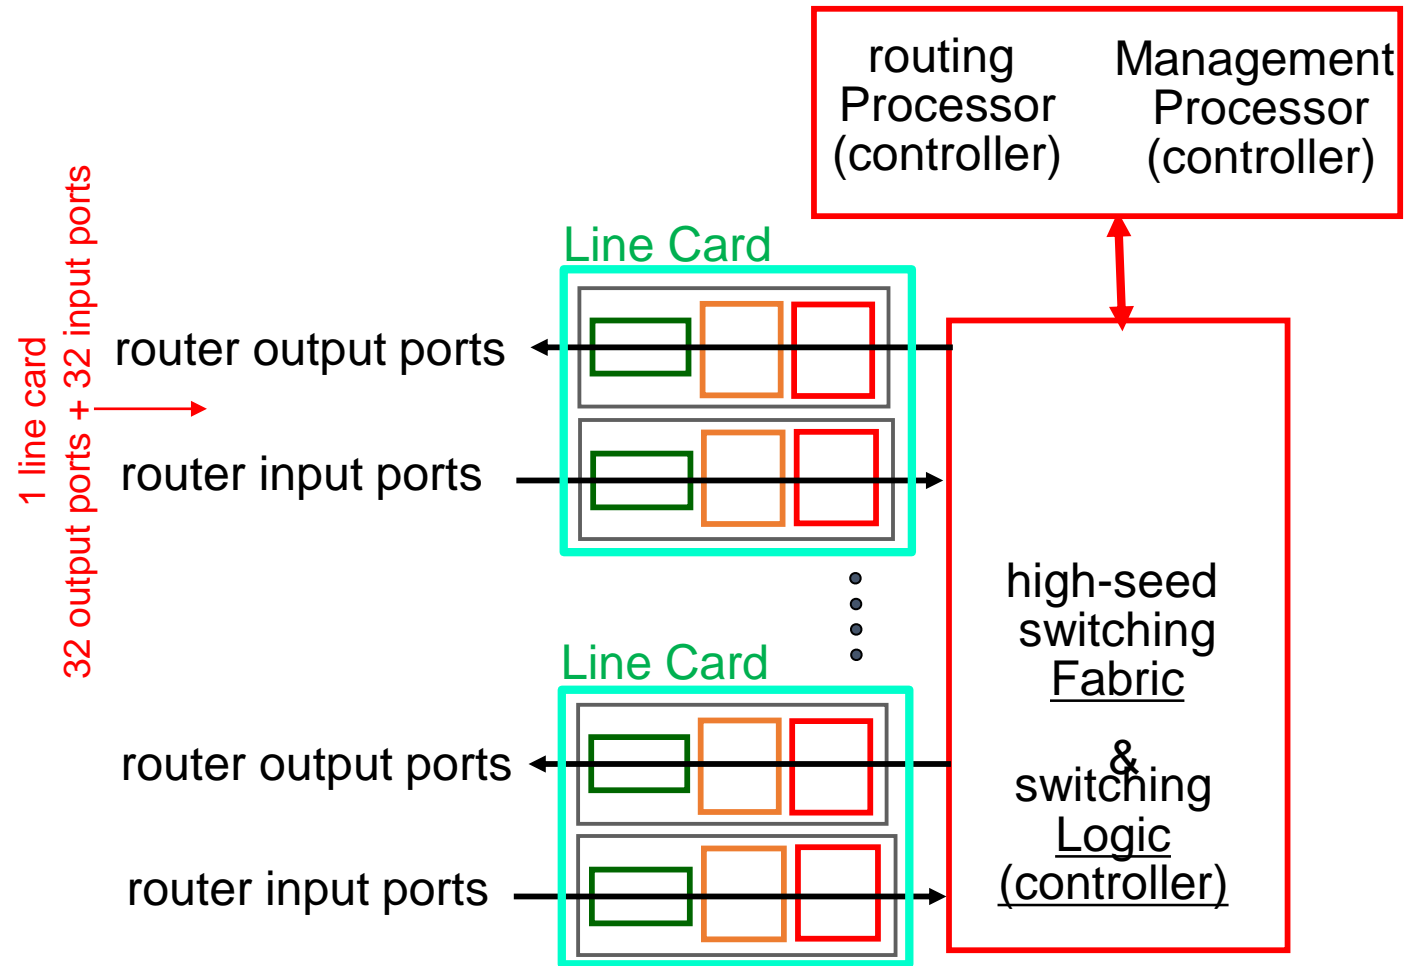 routing
Processor
(controller)
Management
Processor
(controller)
Line Card
1 line card
32 output ports + 32 input ports
router output ports
router input ports
high-seed
switching
Fabric
&
switching
Logic
(controller)
Line Card
router output ports
router input ports